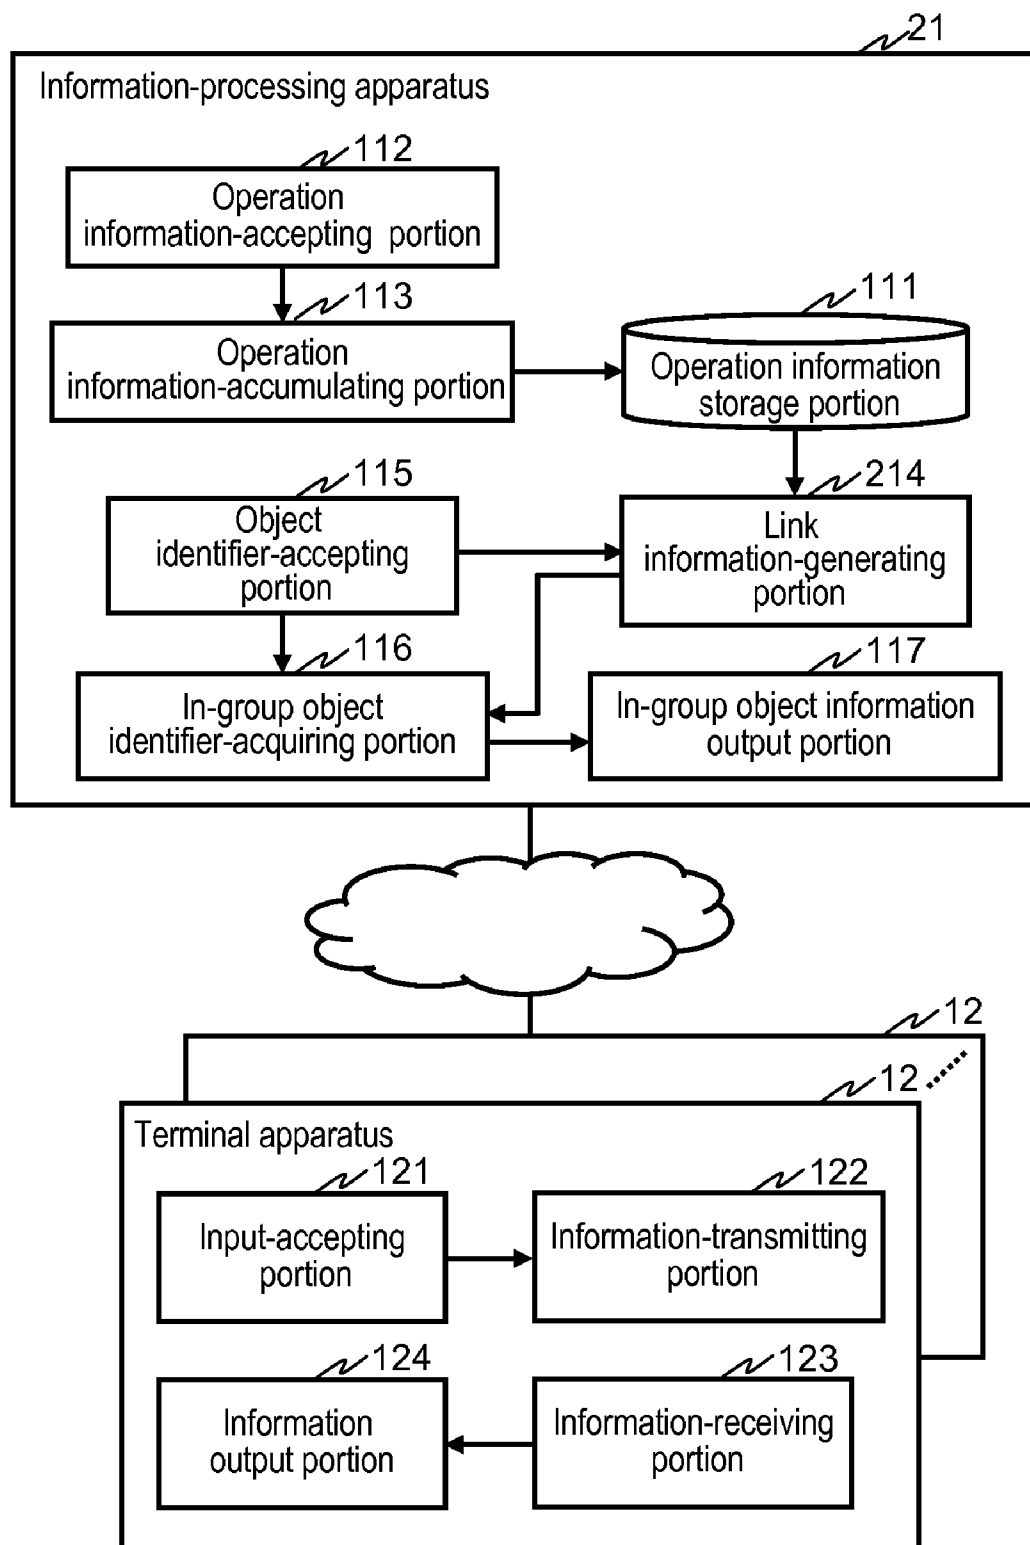 21
Information-processing apparatus
112
Operation
information-accepting portion
113
Operation
information-accumulating portion
111
Operation information
storage portion
115
Object
identifier-accepting
portion
214
Link
information-generating
portion
116
In-group object
identifier-acquiring portion
117
In-group object information
output portion
12
12
Terminal apparatus
121
Input-accepting
portion
122
Information-transmitting
portion
124
Information
output portion
123
Information-receiving
portion